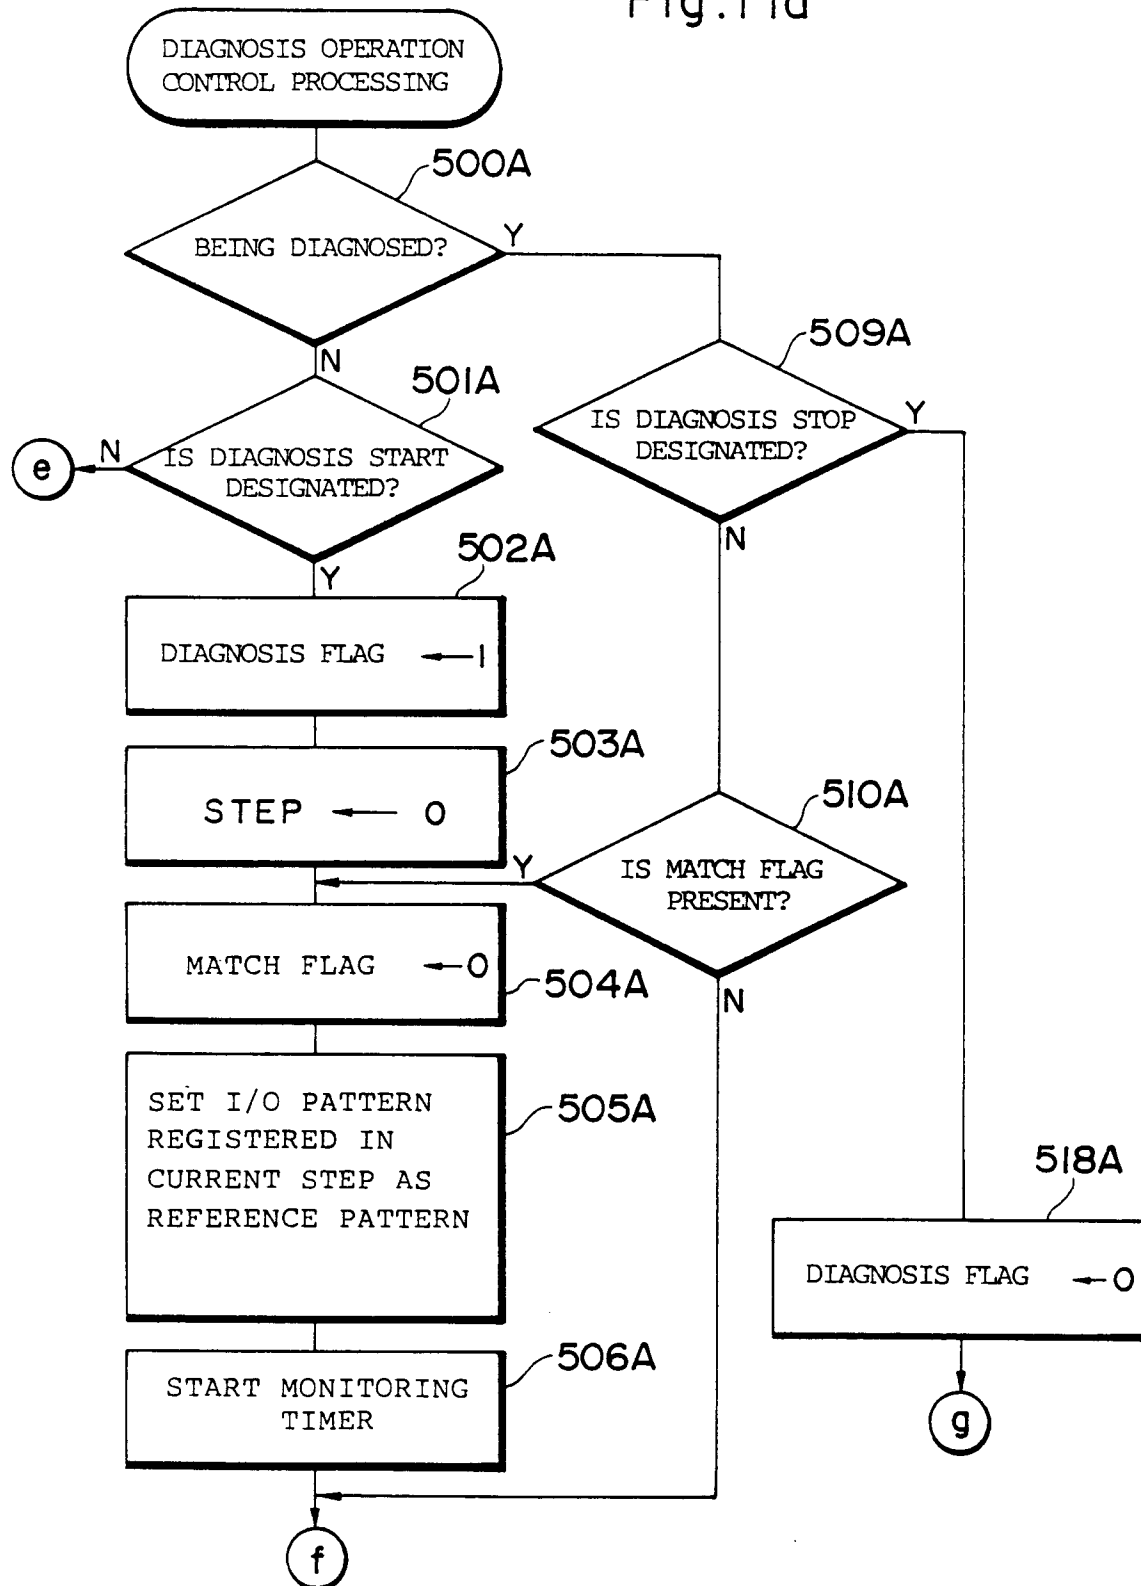 Fig.11a
DIAGNOSIS OPERATION
CONTROL PROCESSING
500A
BEING DIAGNOSED?
Y
N
509A
501A
IS DIAGNOSIS STOP
DESIGNATED?
Y
N
e
N
IS DIAGNOSIS START
DESIGNATED?
Y
502A
DIAGNOSIS FLAG ← 1
503A
STEP ← 0
510A
IS MATCH FLAG
PRESENT?
Y
N
MATCH FLAG ← 0
504A
SET I/O PATTERN
REGISTERED IN
CURRENT STEP AS
REFERENCE PATTERN
505A
518A
DIAGNOSIS FLAG ← 0
506A
START MONITORING
TIMER
g
f